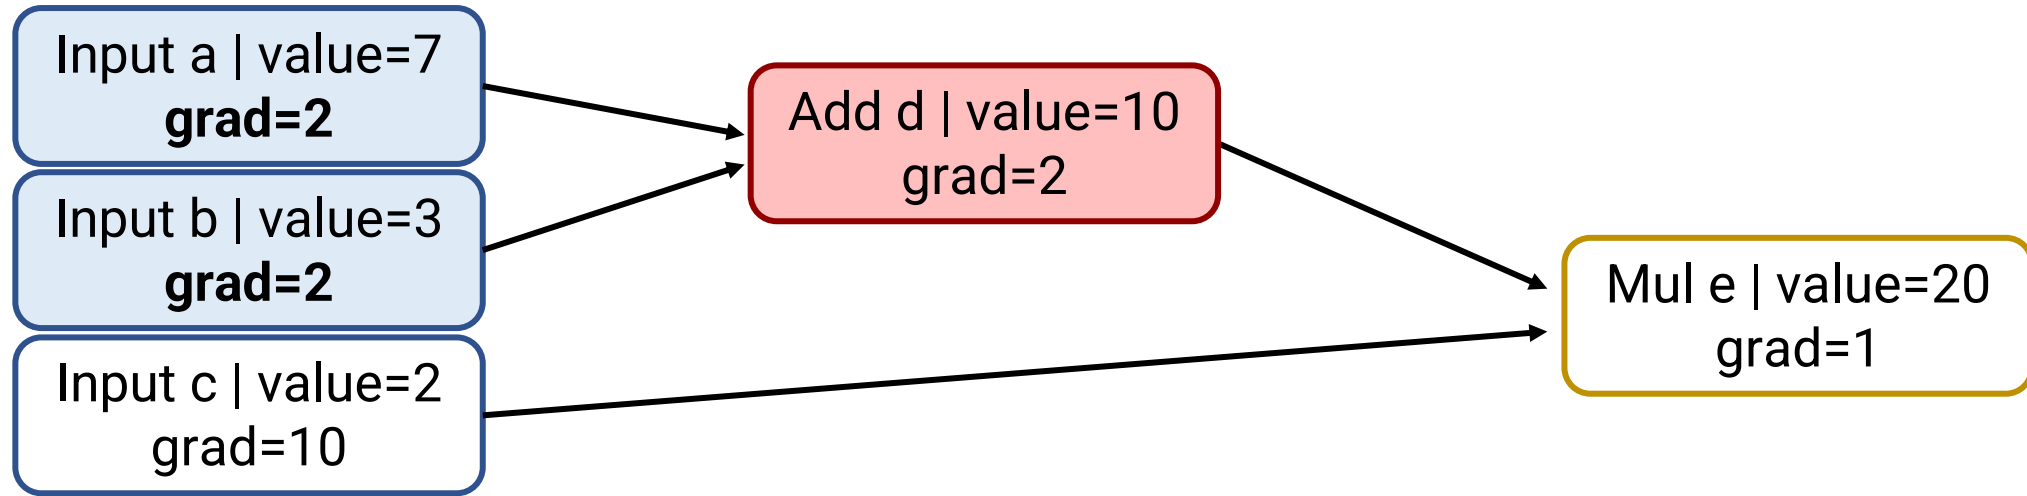 Input a | value=7
grad=2
Input b | value=3
grad=2
Input c | value=2
grad=10
Add d | value=10
grad=2
Mul e | value=20
grad=1